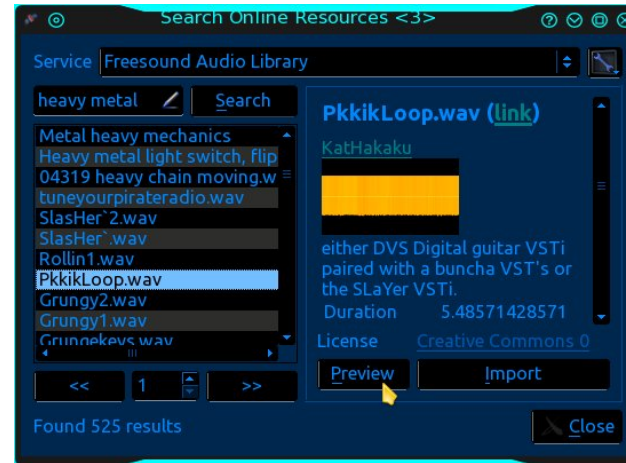 Search Online Resources <3>
Service Freesound Audio Library
heavy metal Search
Metal heavy mechanics
Heavy metal light switch, flip
04319 heavy chain moving.w
tuneyourpirateradio.wav
SlasHer`2.wav
SlasHer`.wav
Rollin1.wav
PkkikLoop.wav
Grungy2.wav
Grungy1.wav
Grungekeys.wav
<< 1 >>
Found 525 results
PkkikLoop.wav (link)
KatHakaku
either DVS Digital guitar VSTi
paired with a buncha VST's or
the SLaYer VSTi.
Duration 5.48571428571
License Creative Commons 0
Preview Import
Close